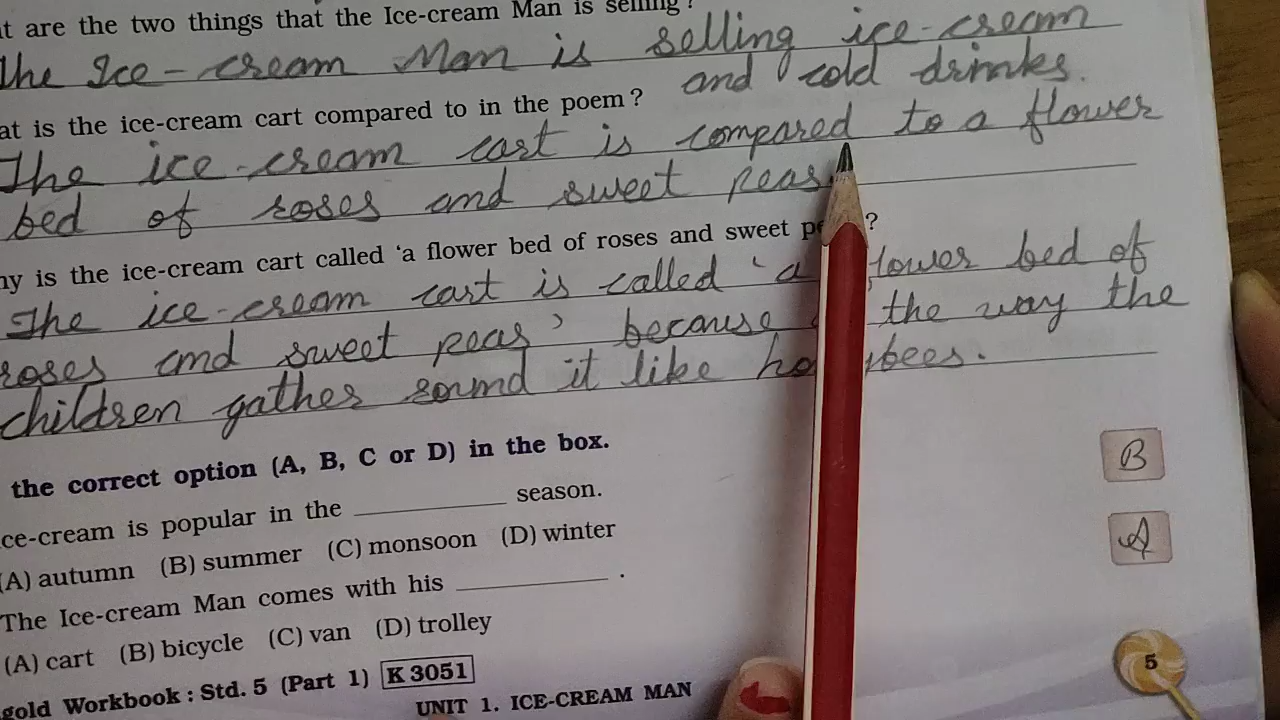 t are the two things that the Ice-cream Man is selling?
The Ice-cream Man is selling ice-cream
and cold drinks.
at is the ice-cream cart compared to in the poem?
The ice-cream cart is compared to a flower
bed of roses and sweet peas
hy is the ice-cream cart called 'a flower bed of roses and sweet pe ?
The ice-cream cart is called 'a lower bed of
roses and sweet peas' because the way the
children gather round it like ho bees.
the correct option (A, B, C or D) in the box.
B
ce-cream is popular in the ________ season.
(A) autumn (B) summer (C) monsoon (D) winter
A
The Ice-cream Man comes with his ________ .
(A) cart (B) bicycle (C) van (D) trolley
gold Workbook : Std. 5 (Part 1) K 3051
UNIT 1. ICE-CREAM MAN
5